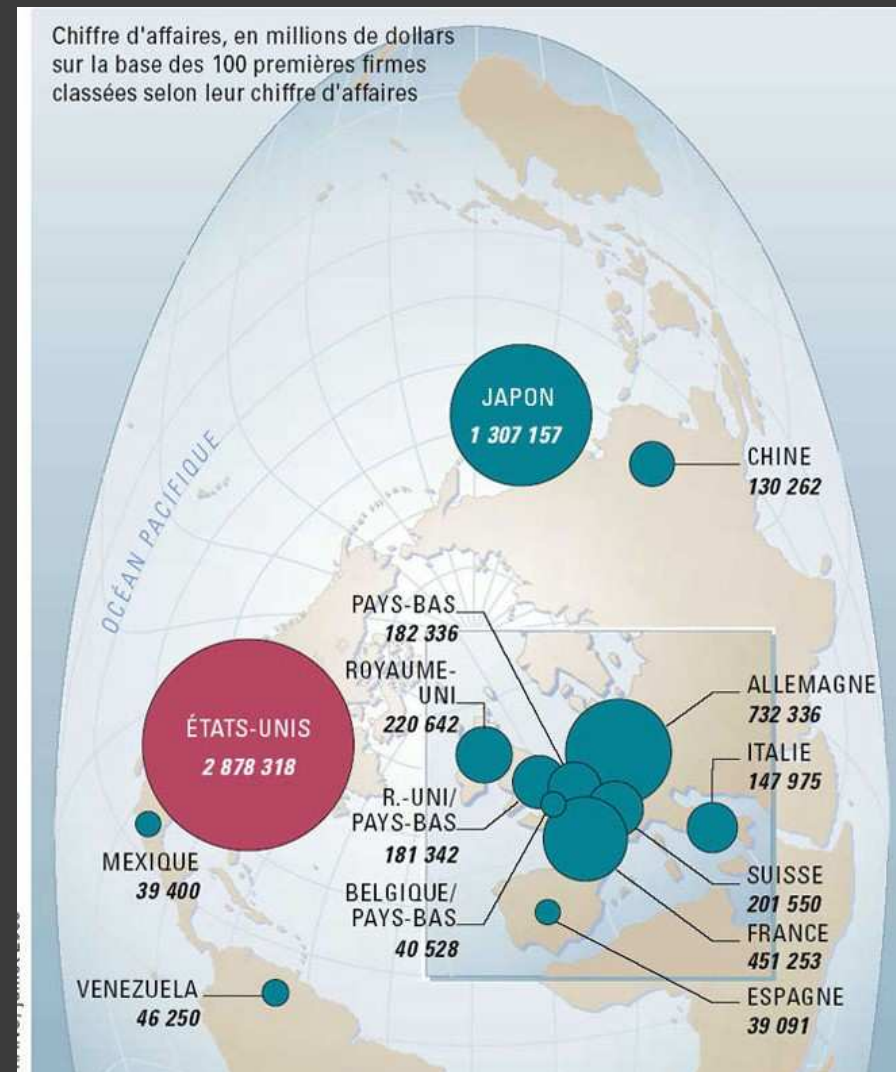 Chiffre d'affaires, en millions de dollars
sur la base des 100 premières firmes
classées selon leur chiffre d'affaires
JAPON
1 307 157
CHINE
130 262
OCÉAN PACIFIQUE
PAYS-BAS
182 336
ROYAUME-
UNI
220 642
ALLEMAGNE
732 336
ÉTATS-UNIS
2 878 318
ITALIE
147 975
R.-UNI/
PAYS-BAS
181 342
MEXIQUE
39 400
BELGIQUE/
PAYS-BAS
40 528
SUISSE
201 550
FRANCE
451 253
VENEZUELA
46 250
ESPAGNE
39 091